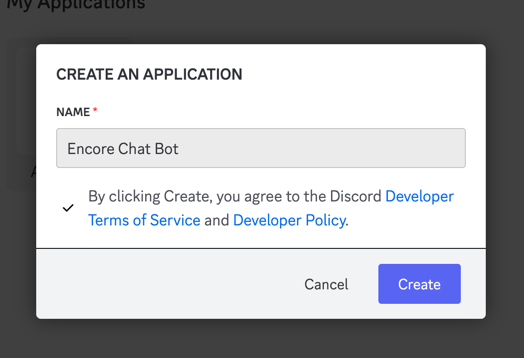 My Applications
CREATE AN APPLICATION
NAME *
Encore Chat Bot
By clicking Create, you agree to the Discord Developer
Terms of Service and Developer Policy.
Cancel
Create